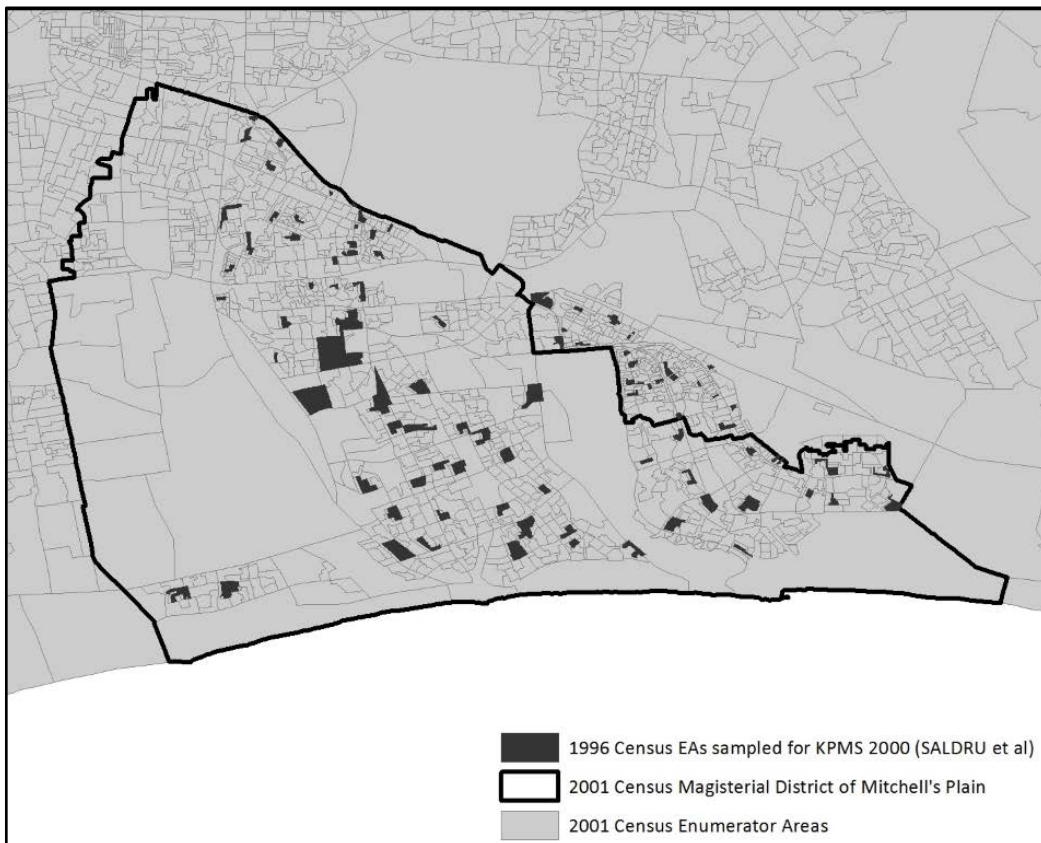 1996 Census EAs sampled for KPMS 2000 (SALDRU et al)
2001 Census Magisterial District of Mitchell's Plain
2001 Census Enumerator Areas